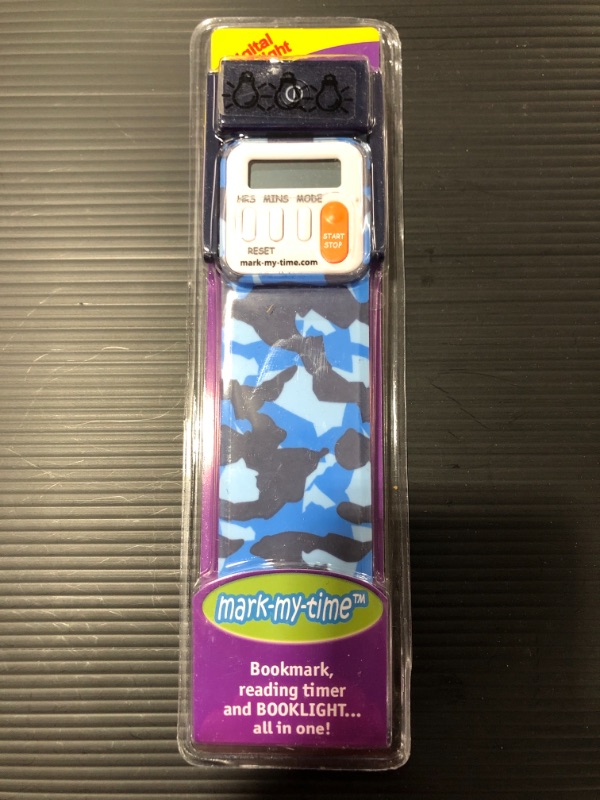 HRS MINS MODE
START
STOP
RESET
mark-my-time.com
mark-my-time™
Bookmark,
reading timer
and BOOKLIGHT...
all in one!